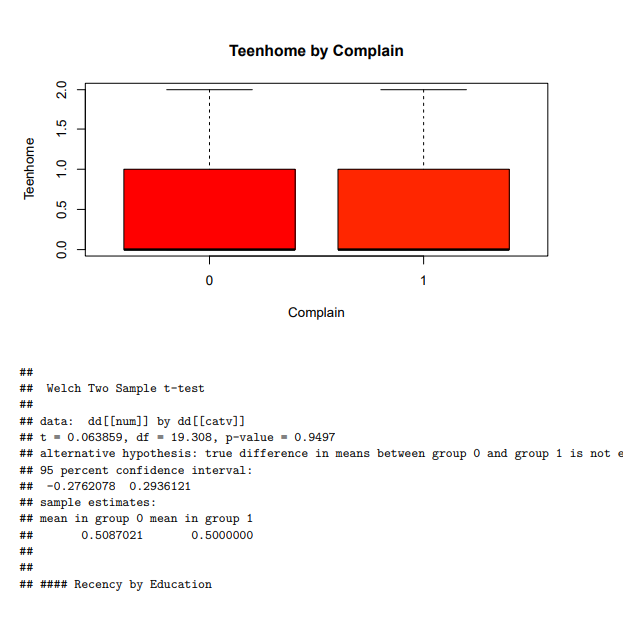 Teenhome by Complain
2.0
1.5
1.0
0.5
0.0
Teenhome
0 1
Complain
##
## Welch Two Sample t-test
##
## data: dd[[num]] by dd[[catv]]
## t = 0.063859, df = 19.308, p-value = 0.9497
## alternative hypothesis: true difference in means between group 0 and group 1 is not e
## 95 percent confidence interval:
## -0.2762078 0.2936121
## sample estimates:
## mean in group 0 mean in group 1
## 0.5087021 0.5000000
##
##
## #### Recency by Education